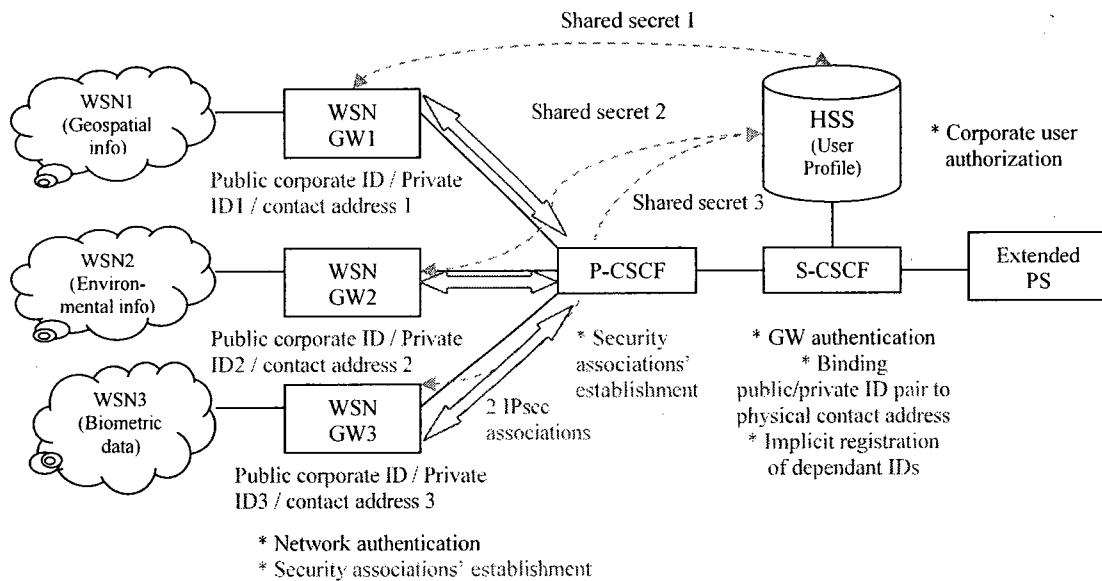 Shared secret 1
WSN1
(Geospatial
info)
WSN
GW1
Shared secret 2
HSS
(User
Profile)
* Corporate user
authorization
Public corporate ID / Private
ID1 / contact address 1
Shared secret 3
WSN2
(Environ-
mental info)
WSN
GW2
P-CSCF
S-CSCF
Extended
PS
Public corporate ID / Private
ID2 / contact address 2
* Security
associations’
establishment
* GW authentication
* Binding
public/private ID pair to
physical contact address
* Implicit registration
of dependant IDs
WSN3
(Biometric
data)
WSN
GW3
2 IPsec
associations
Public corporate ID / Private
ID3 / contact address 3
* Network authentication
* Security associations’ establishment